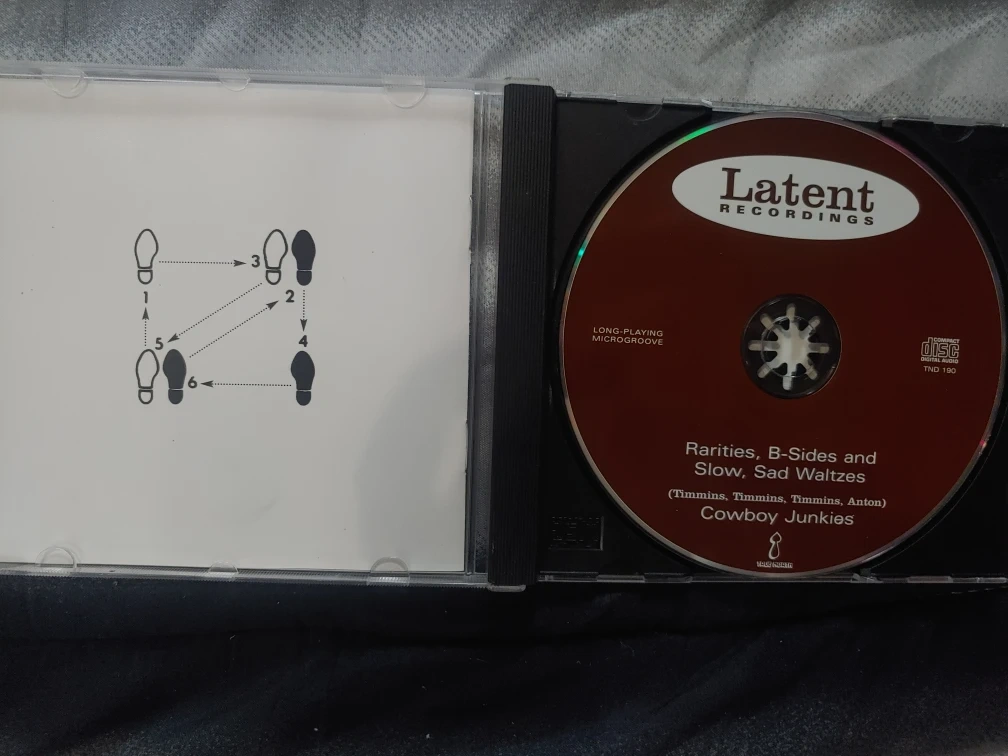 3
1
2
5
4
6
Latent
RECORDINGS
LONG-PLAYING
MICROGROOVE
COMPACT
disc
DIGITAL AUDIO
TND 190
Rarities, B-Sides and
Slow, Sad Waltzes
(Timmins, Timmins, Timmins, Anton)
Cowboy Junkies